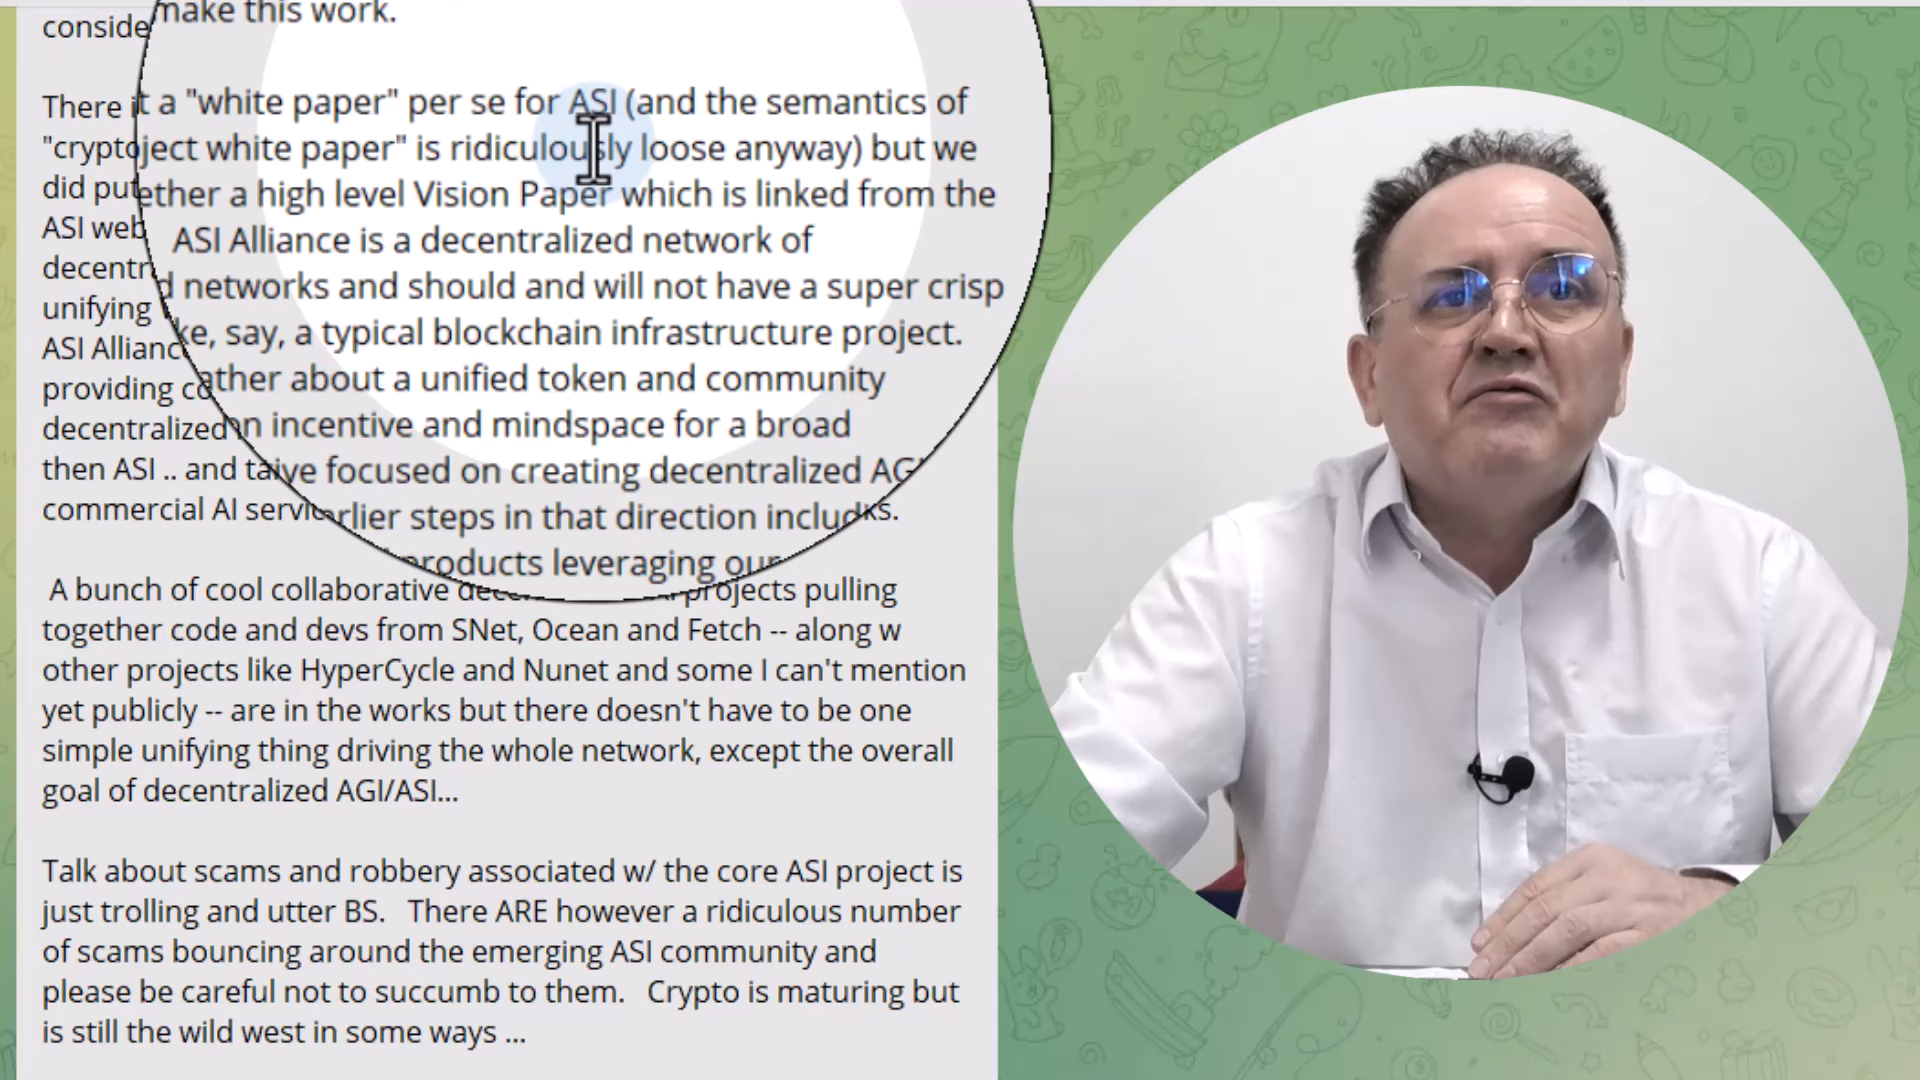 make this work.
conside
There it a "white paper" per se for ASI (and the semantics of
"cryptoject white paper" is ridiculously loose anyway) but we
did putether a high level Vision Paper which is linked from the
ASI web ASI Alliance is a decentralized network of
decentrd networks and should and will not have a super crisp
unifying ke, say, a typical blockchain infrastructure project.
ASI Allianc ather about a unified token and community
providing co n incentive and mindspace for a broad
decentralized
then ASI .. and ta ive focused on creating decentralized AG
commercial AI servic rlier steps in that direction includ ks.
products leveraging our
A bunch of cool collaborative projects pulling
together code and devs from SNet, Ocean and Fetch -- along w
other projects like HyperCycle and Nunet and some I can't mention
yet publicly -- are in the works but there doesn't have to be one
simple unifying thing driving the whole network, except the overall
goal of decentralized AGI/ASI...
Talk about scams and robbery associated w/ the core ASI project is
just trolling and utter BS. There ARE however a ridiculous number
of scams bouncing around the emerging ASI community and
please be careful not to succumb to them. Crypto is maturing but
is still the wild west in some ways ...